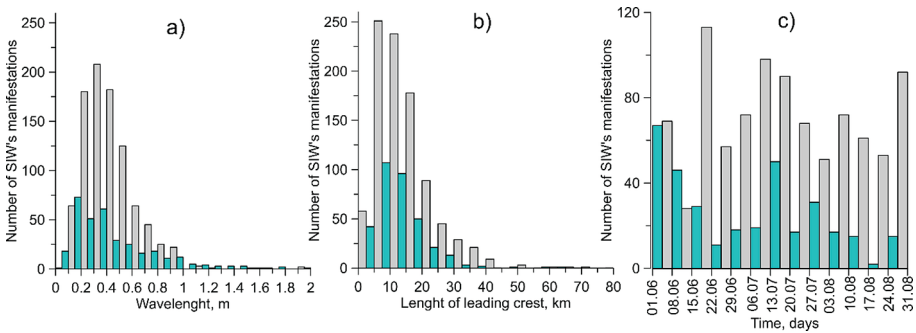 a)
Number of SIW's manifestations
250
200
150
100
50
0
0 0.2 0.4 0.6 0.8 1 1.2 1.4 1.6 1.8 2
Wavelenght, m
b)
Number of SIW's manifestations
250
200
150
100
50
0
0 10 20 30 40 50 60 70 80
Lenght of leading crest, km
c)
Number of SIW's manifestations
120
80
40
0
01.06
08.06
15.06
22.06
29.06
06.07
13.07
20.07
27.07
03.08
10.08
17.08
24.08
31.08
Time, days